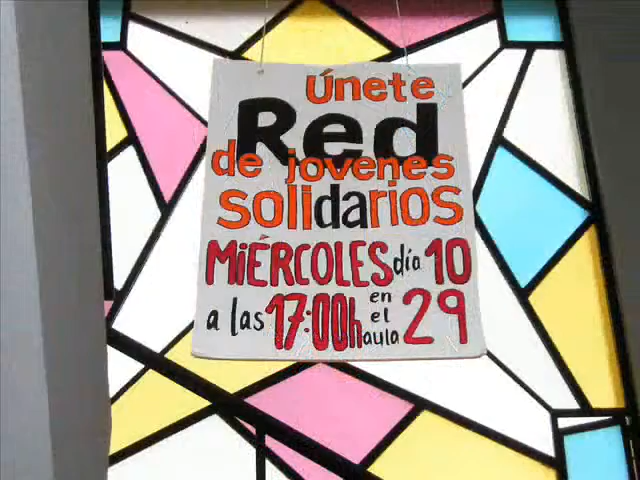 Únete
Red
de jovenes
solidarios
MiÉRCOLES día 10
a las 17:00h en el aula 29